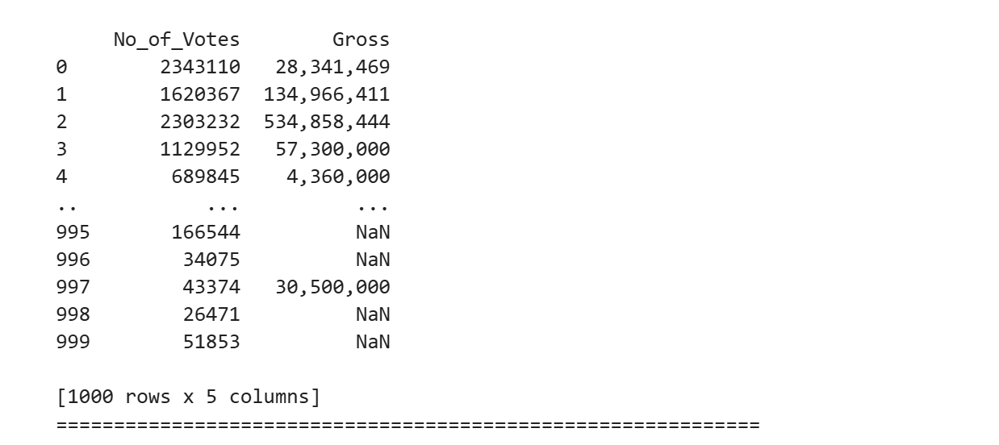 No_of_Votes Gross
0 2343110 28,341,469
1 1620367 134,966,411
2 2303232 534,858,444
3 1129952 57,300,000
4 689845 4,360,000
.. ... ...
995 166544 NaN
996 34075 NaN
997 43374 30,500,000
998 26471 NaN
999 51853 NaN
[1000 rows x 5 columns]
=============================================================